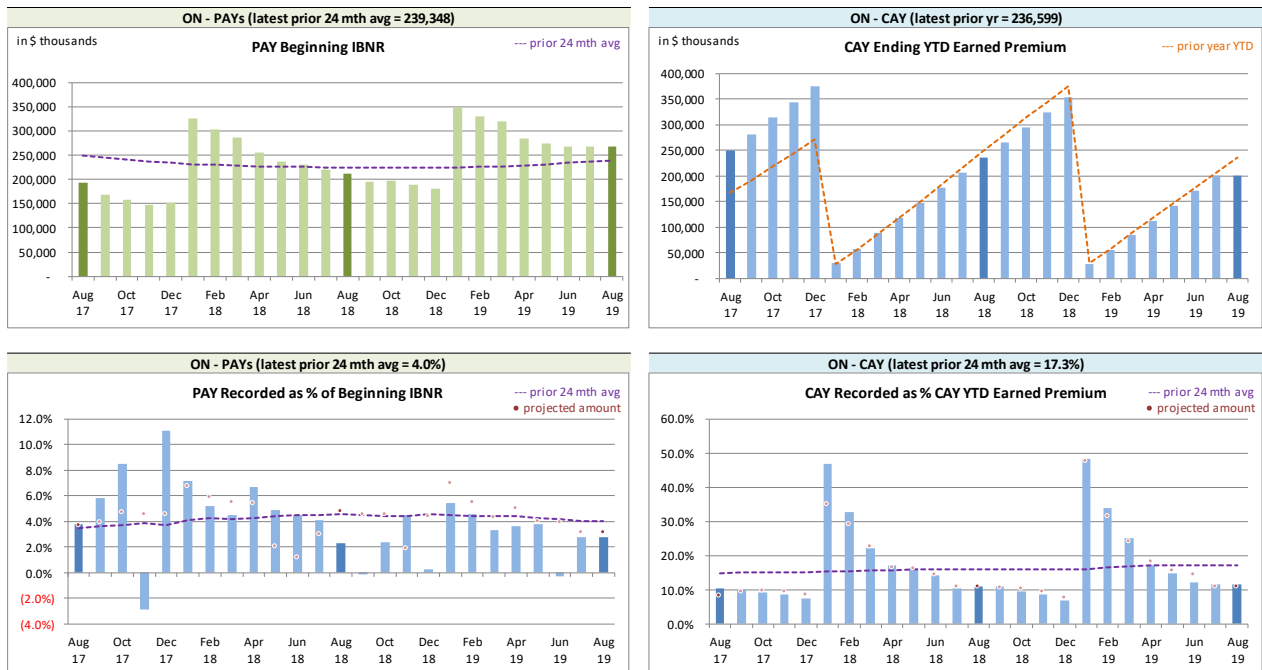 ON - PAYs (latest prior 24 mth avg = 239,348)
in $ thousands
PAY Beginning IBNR
--- prior 24 mth avg
400,000
350,000
300,000
250,000
200,000
150,000
100,000
50,000
-
Aug Oct Dec Feb Apr Jun Aug Oct Dec Feb Apr Jun Aug
17 17 17 18 18 18 18 18 18 19 19 19 19
ON - CAY (latest prior yr = 236,599)
in $ thousands
CAY Ending YTD Earned Premium
--- prior year YTD
400,000
350,000
300,000
250,000
200,000
150,000
100,000
50,000
-
Aug Oct Dec Feb Apr Jun Aug Oct Dec Feb Apr Jun Aug
17 17 17 18 18 18 18 18 18 19 19 19 19
ON - PAYs (latest prior 24 mth avg = 4.0%)
PAY Recorded as % of Beginning IBNR
--- prior 24 mth avg
• projected amount
12.0%
10.0%
8.0%
6.0%
4.0%
2.0%
0.0%
(2.0%)
(4.0%)
Aug Oct Dec Feb Apr Jun Aug Oct Dec Feb Apr Jun Aug
17 17 17 18 18 18 18 18 18 19 19 19 19
ON - CAY (latest prior 24 mth avg = 17.3%)
CAY Recorded as % CAY YTD Earned Premium
--- prior 24 mth avg
• projected amount
60.0%
50.0%
40.0%
30.0%
20.0%
10.0%
0.0%
Aug Oct Dec Feb Apr Jun Aug Oct Dec Feb Apr Jun Aug
17 17 17 18 18 18 18 18 18 19 19 19 19